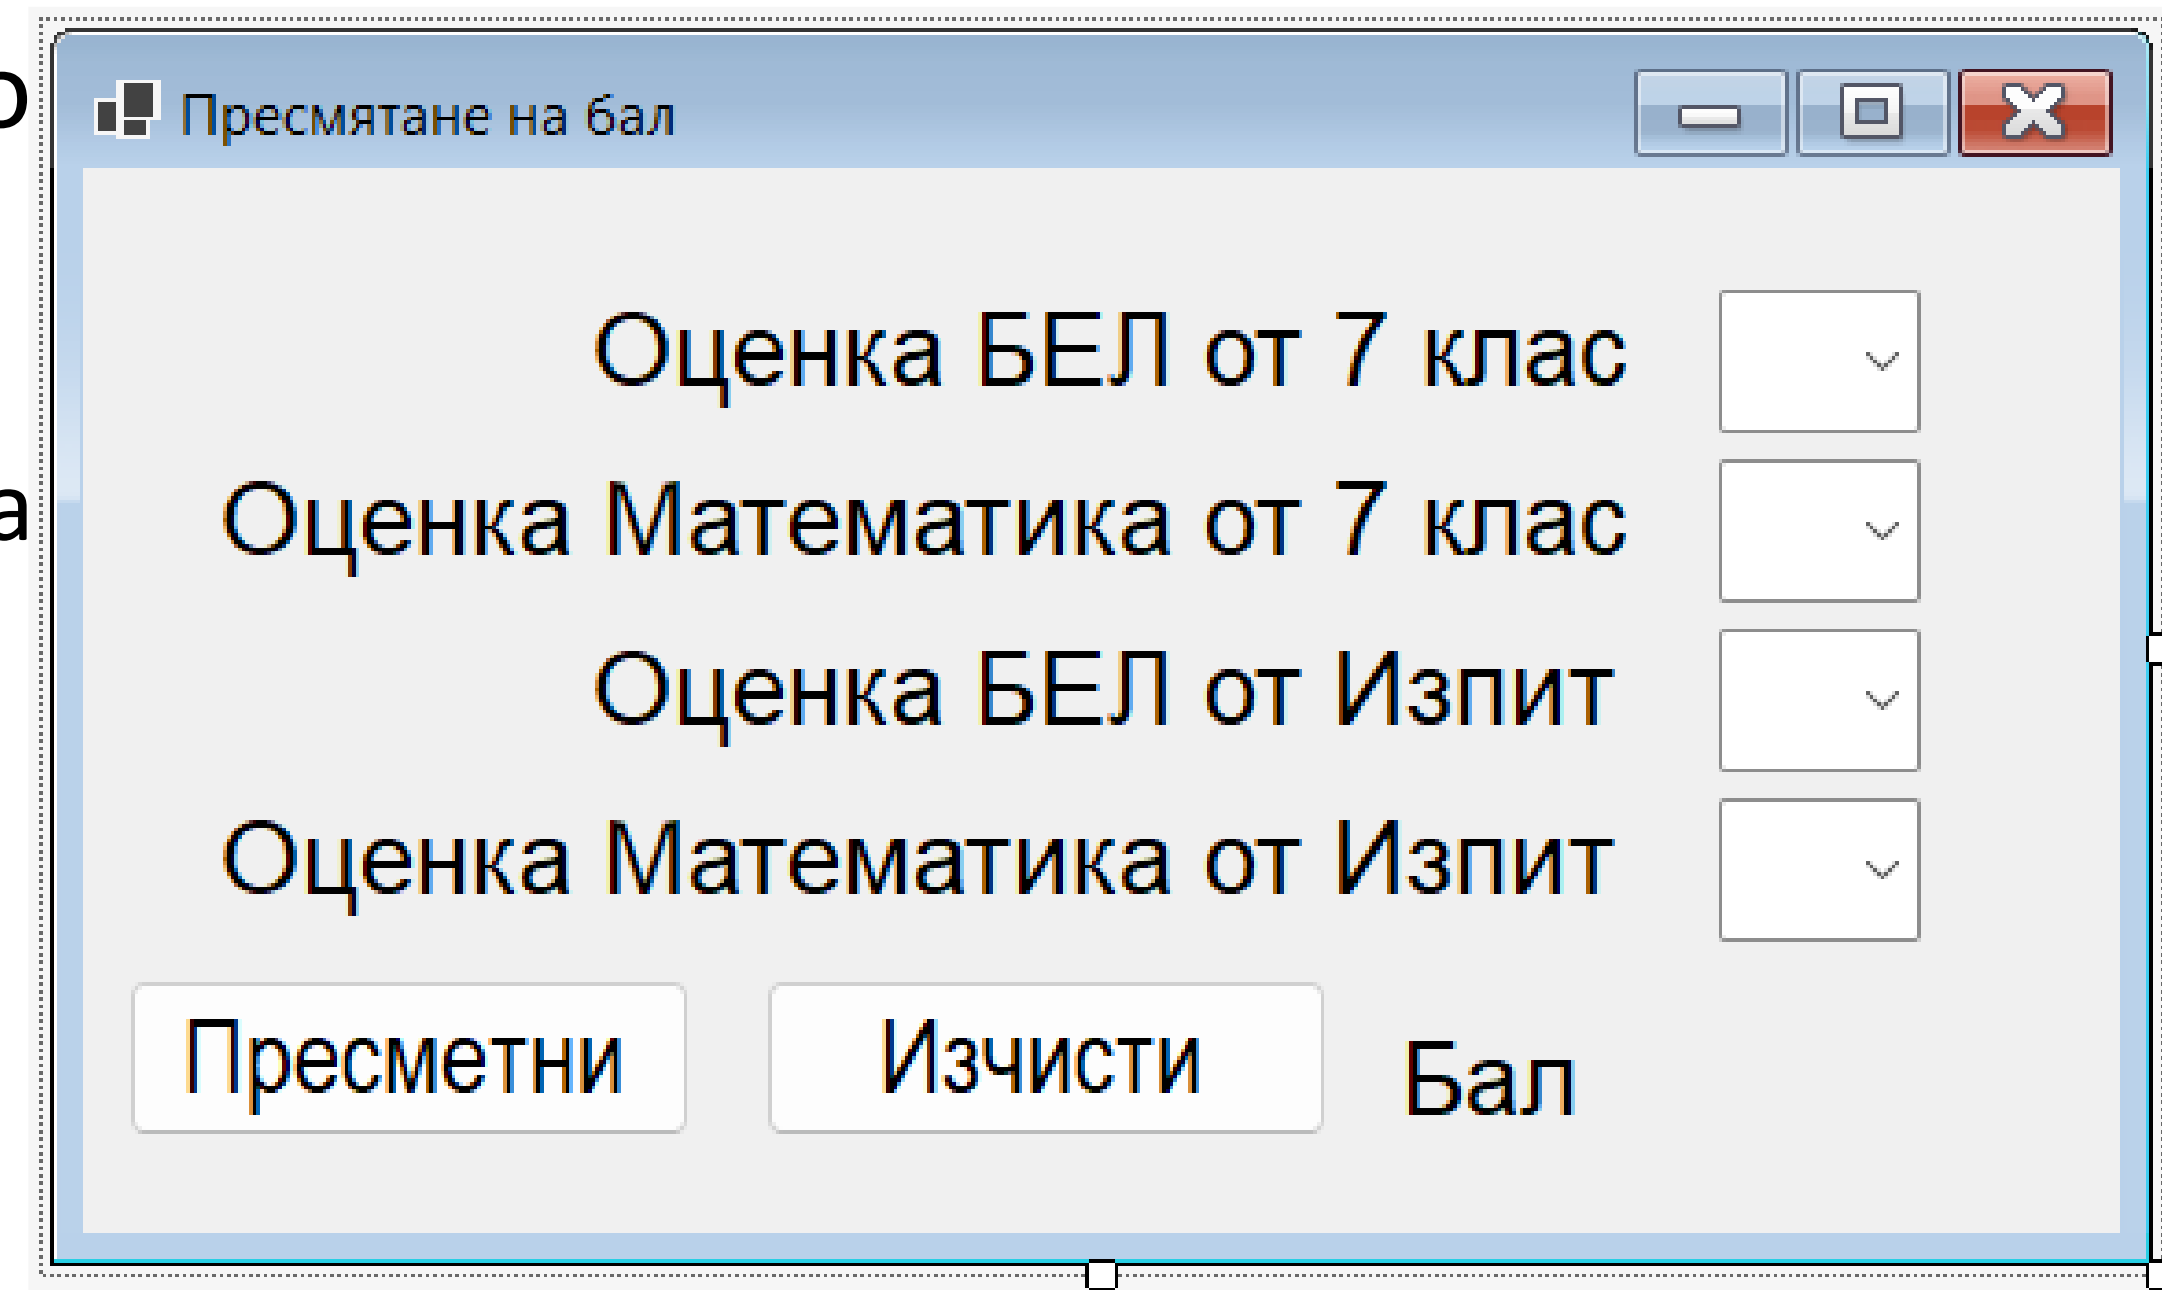 Пресмятане на бал
Оценка БЕЛ от 7 клас
Оценка Математика от 7 клас
Оценка БЕЛ от Изпит
Оценка Математика от Изпит
Пресметни Изчисти Бал